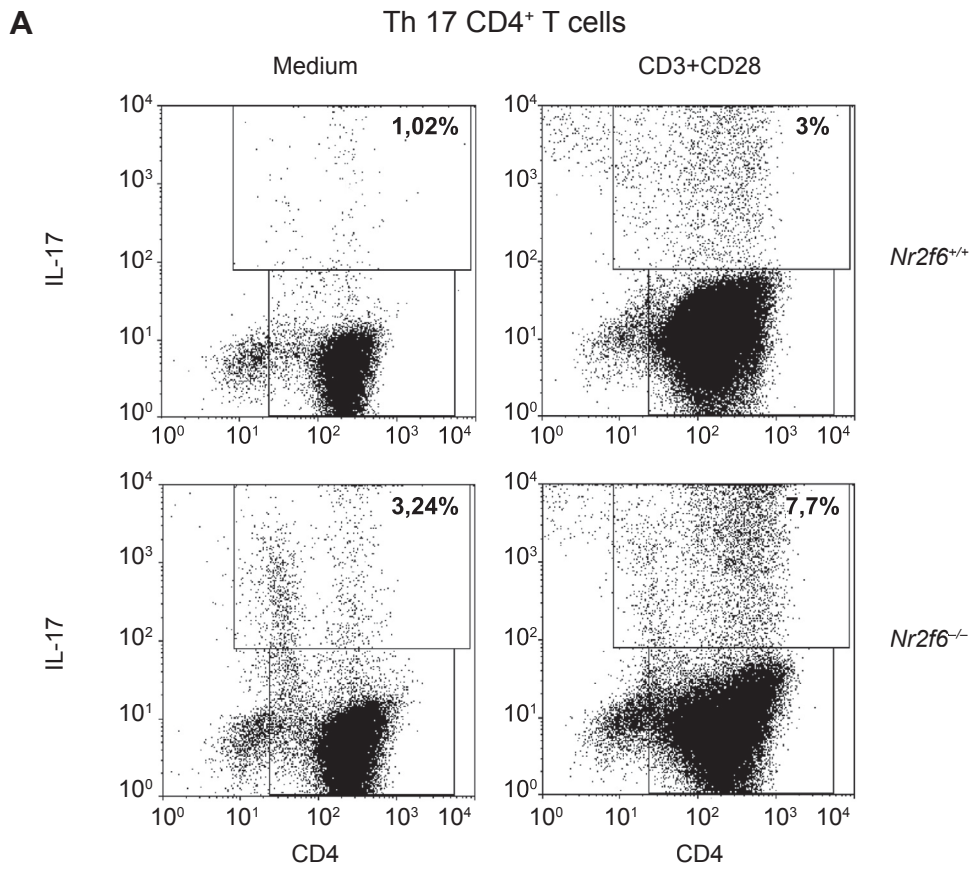 A
Th 17 CD4⁺ T cells
Medium
CD3+CD28
10⁴
10³
10²
10¹
10⁰
IL-17
1,02%
10⁰ 10¹ 10² 10³ 10⁴
10⁴
10³
10²
10¹
10⁰
3%
10⁰ 10¹ 10² 10³ 10⁴
Nr2f6⁺/⁺
10⁴
10³
10²
10¹
10⁰
IL-17
3,24%
10⁰ 10¹ 10² 10³ 10⁴
CD4
10⁴
10³
10²
10¹
10⁰
7,7%
10⁰ 10¹ 10² 10³ 10⁴
CD4
Nr2f6⁻/⁻